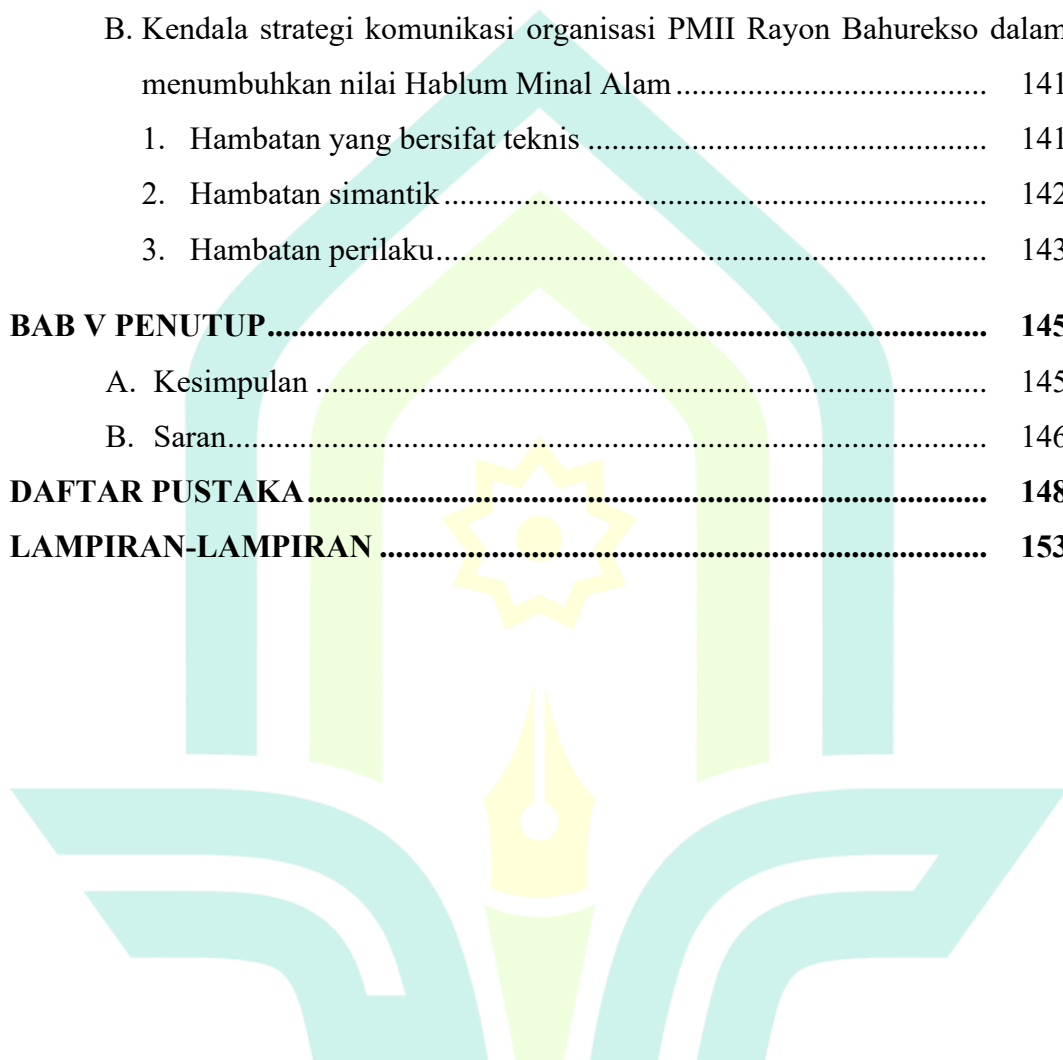 B. Kendala strategi komunikasi organisasi PMII Rayon Bahurekso dalam
menumbuhkan nilai Hablum Minal Alam ....................................... 141
1. Hambatan yang bersifat teknis .................................................. 141
2. Hambatan simantik .................................................................... 142
3. Hambatan perilaku..................................................................... 143
BAB V PENUTUP.......................................................................................... 145
A. Kesimpulan .................................................................................... 145
B. Saran............................................................................................... 146
DAFTAR PUSTAKA ..................................................................................... 148
LAMPIRAN-LAMPIRAN ............................................................................ 153